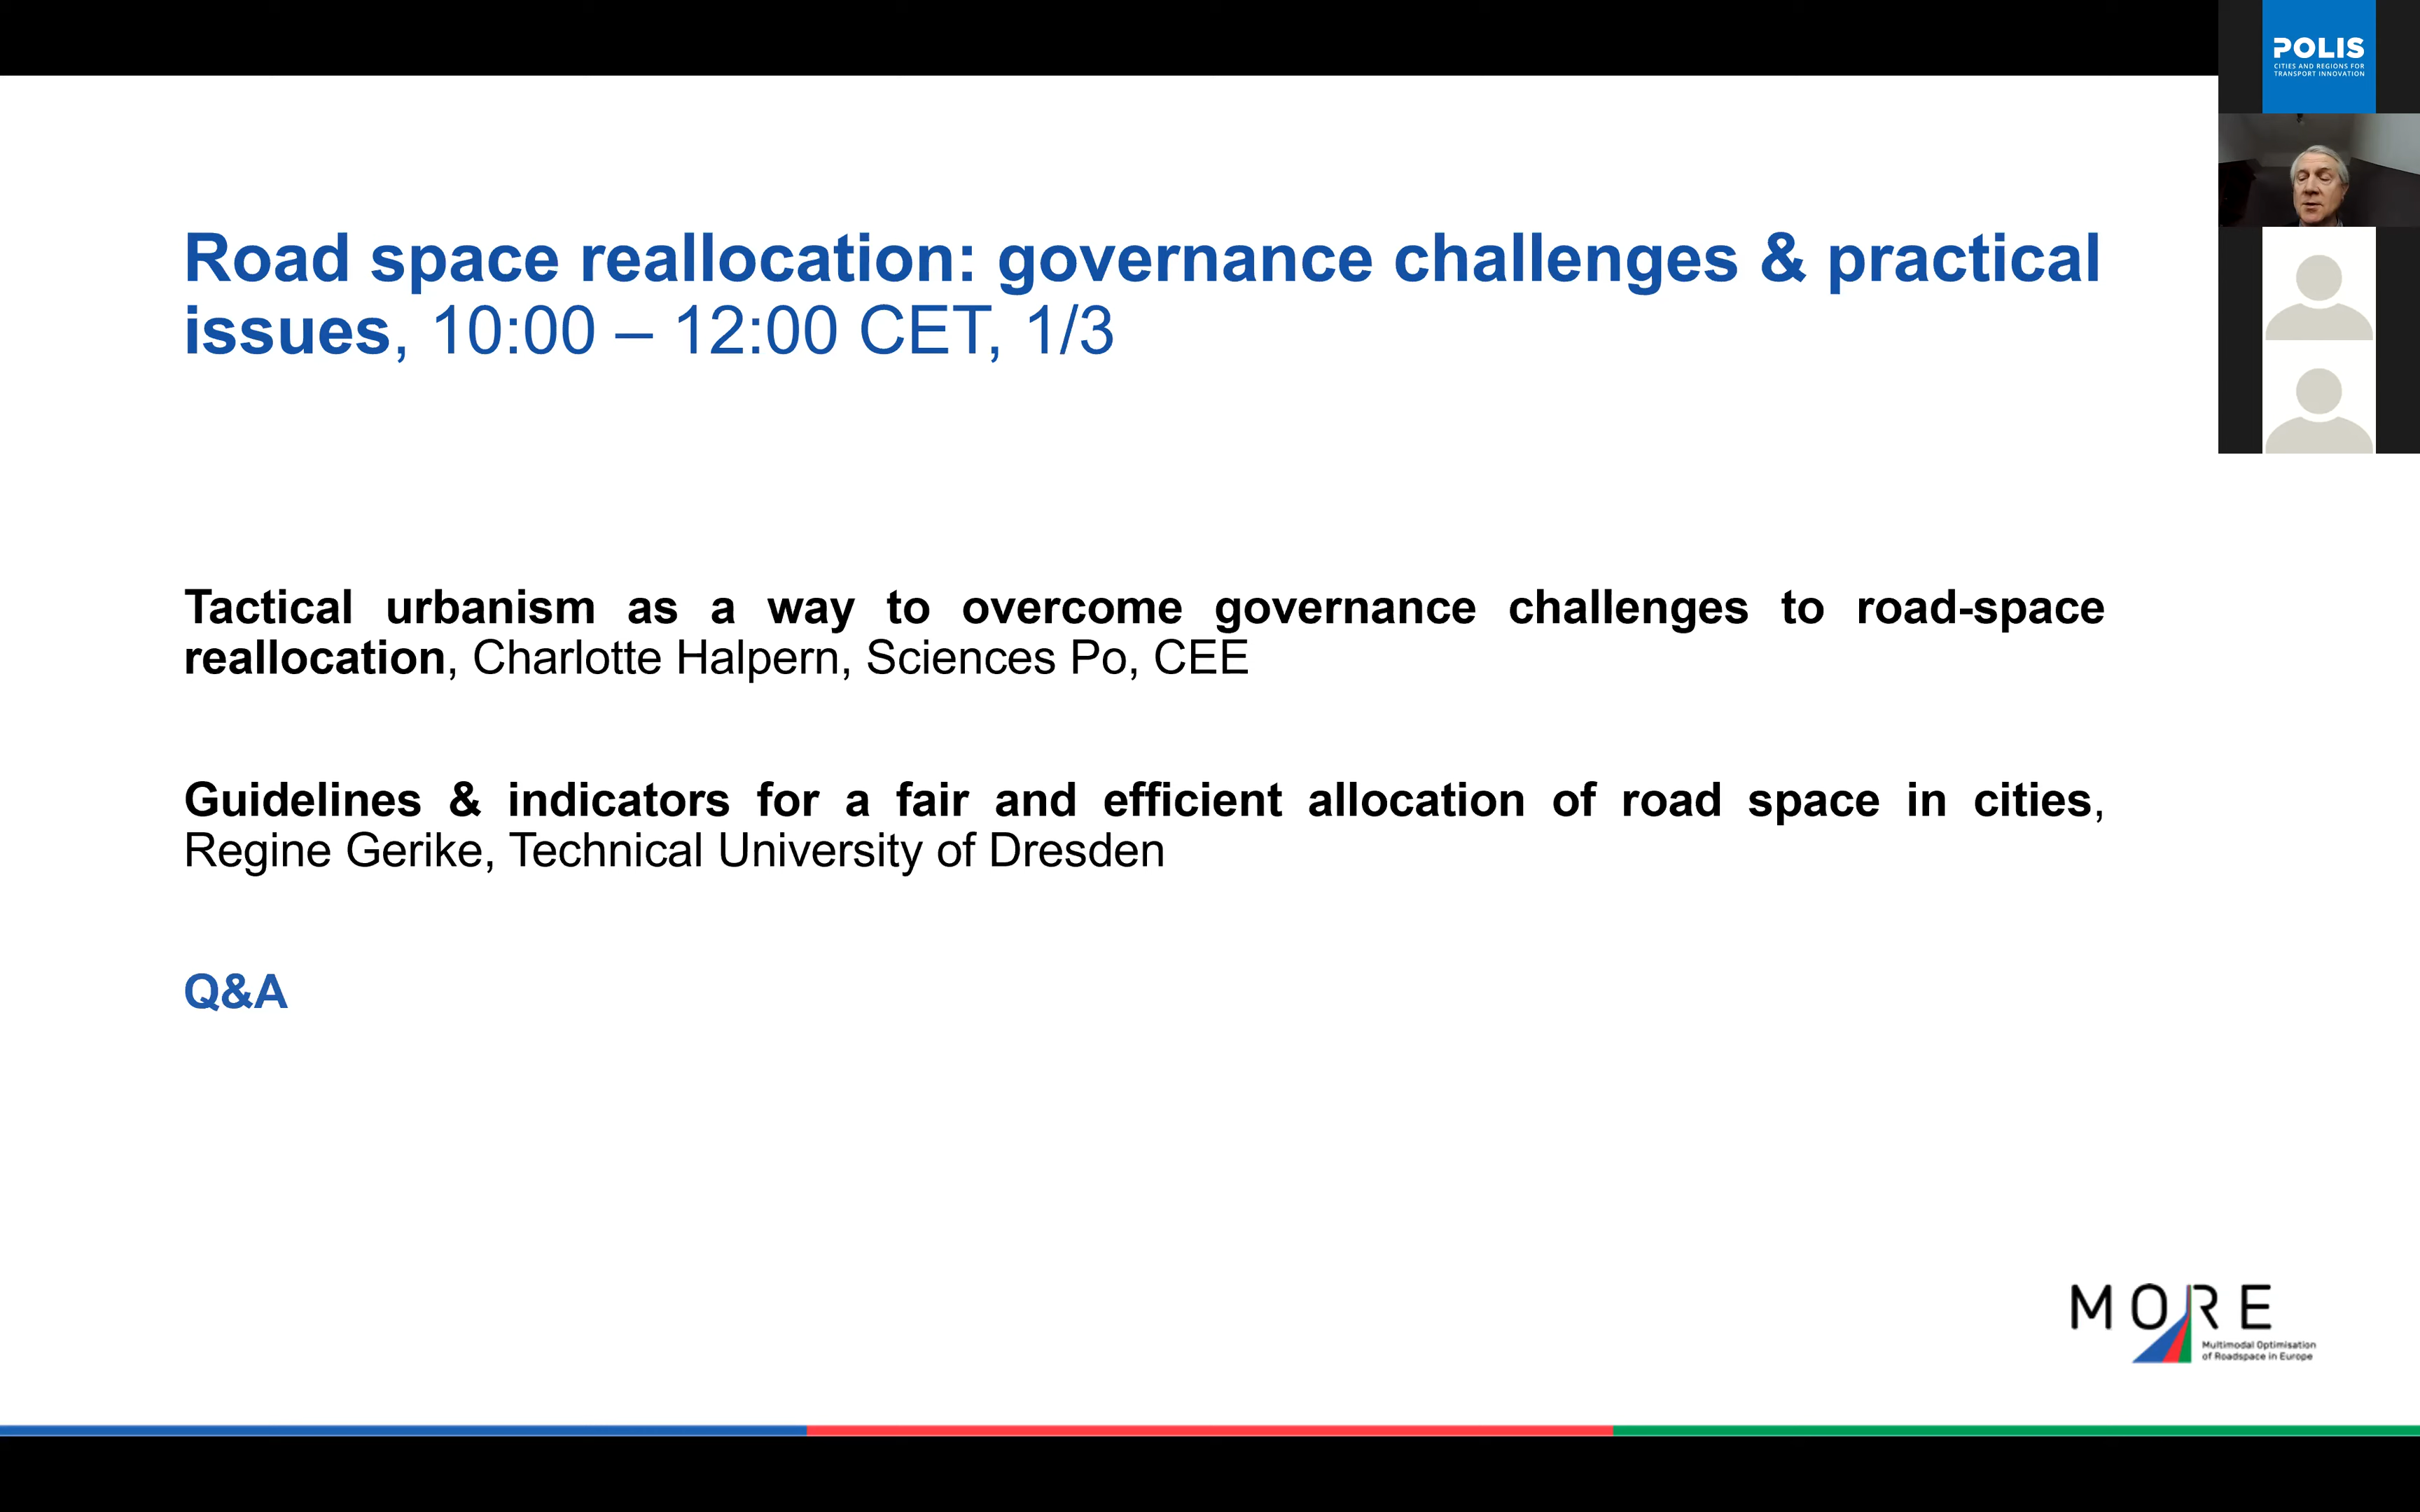 POLIS
CITIES AND REGIONS FOR
TRANSPORT INNOVATION
Road space reallocation: governance challenges & practical
issues, 10:00 – 12:00 CET, 1/3
Tactical urbanism as a way to overcome governance challenges to road-space
reallocation, Charlotte Halpern, Sciences Po, CEE
Guidelines & indicators for a fair and efficient allocation of road space in cities,
Regine Gerike, Technical University of Dresden
Q&A
MORE
Multimodal Optimisation
of Roadspace in Europe